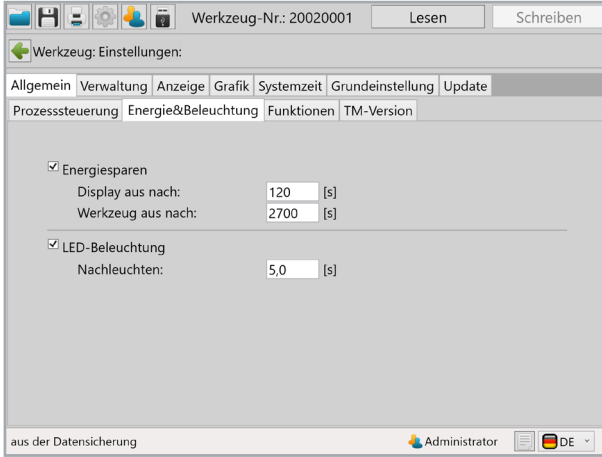 Werkzeug-Nr.: 20020001 Lesen Schreiben
Werkzeug: Einstellungen:
Allgemein Verwaltung Anzeige Grafik Systemzeit Grundeinstellung Update
Prozesssteuerung Energie&Beleuchtung Funktionen TM-Version
Energiesparen
Display aus nach: 120 [s]
Werkzeug aus nach: 2700 [s]
LED-Beleuchtung
Nachleuchten: 5,0 [s]
aus der Datensicherung Administrator DE